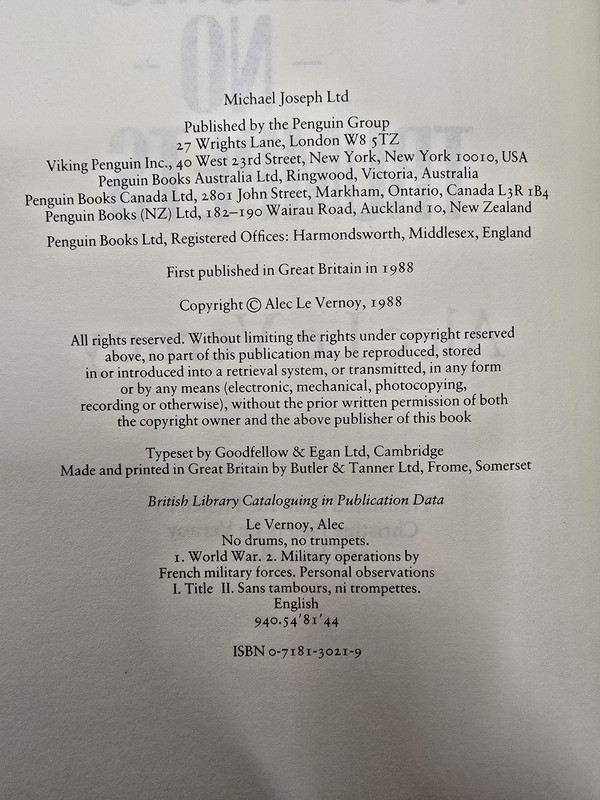 Michael Joseph Ltd
Published by the Penguin Group
27 Wrights Lane, London W8 5TZ
Viking Penguin Inc., 40 West 23rd Street, New York, New York 10010, USA
Penguin Books Australia Ltd, Ringwood, Victoria, Australia
Penguin Books Canada Ltd, 2801 John Street, Markham, Ontario, Canada L3R 1B4
Penguin Books (NZ) Ltd, 182–190 Wairau Road, Auckland 10, New Zealand
Penguin Books Ltd, Registered Offices: Harmondsworth, Middlesex, England
First published in Great Britain in 1988
Copyright © Alec Le Vernoy, 1988
All rights reserved. Without limiting the rights under copyright reserved
above, no part of this publication may be reproduced, stored
in or introduced into a retrieval system, or transmitted, in any form
or by any means (electronic, mechanical, photocopying,
recording or otherwise), without the prior written permission of both
the copyright owner and the above publisher of this book
Typeset by Goodfellow & Egan Ltd, Cambridge
Made and printed in Great Britain by Butler & Tanner Ltd, Frome, Somerset
British Library Cataloguing in Publication Data
Le Vernoy, Alec
No drums, no trumpets.
1. World War. 2. Military operations by
French military forces. Personal observations
I. Title II. Sans tambours, ni trompettes.
English
940.54'81'44
ISBN 0-7181-3021-9